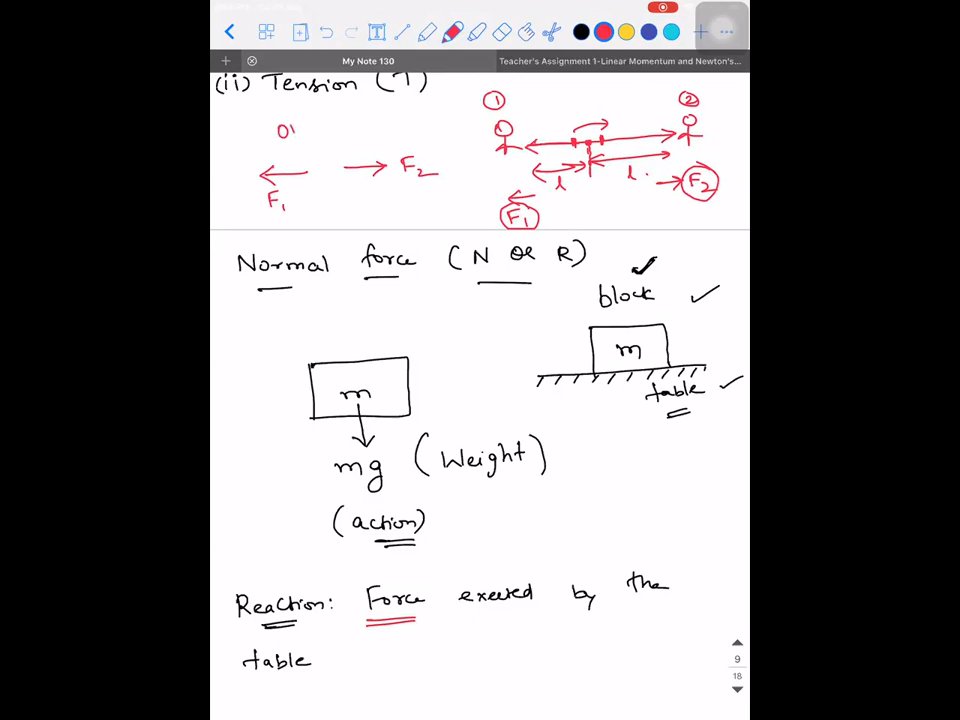 My Note 130
Teacher's Assignment 1-Linear Momentum and Newton's...
(ii) Tension (T)
1
2
F₁
F₂
l
l
F₁
F₂
Normal force (N or R)
block
m
table
m
mg (Weight)
(action)
Reaction: Force exerted by the
table
9
18